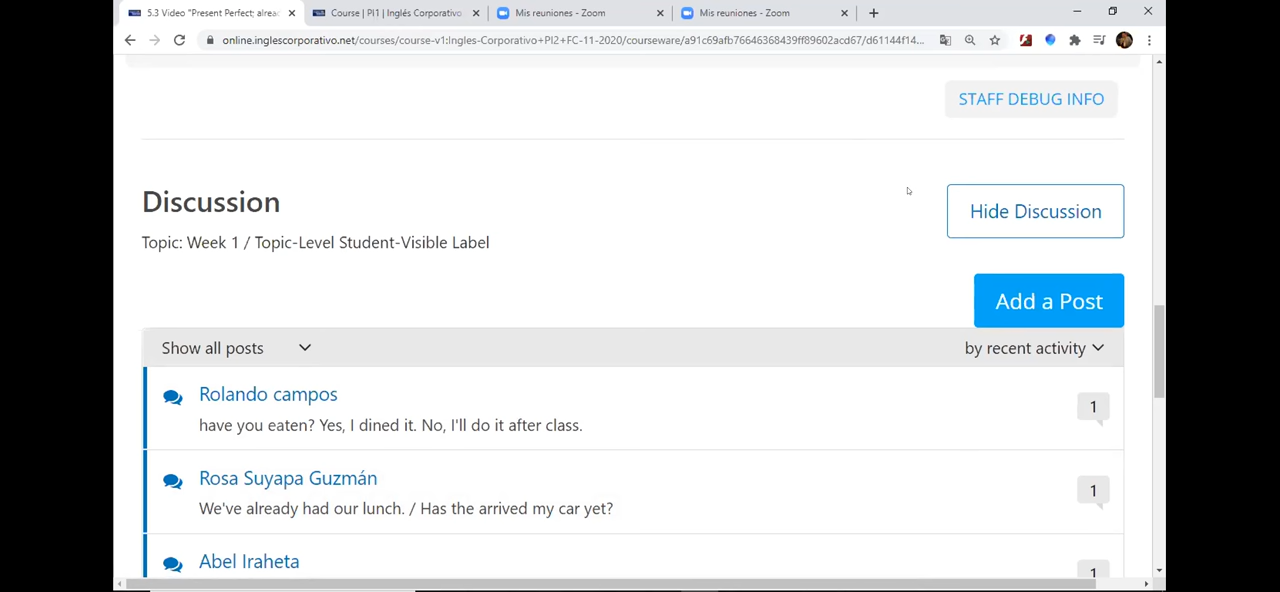 5.3 Video "Present Perfect; alrea
Course | PI1 | Inglés Corporativo
Mis reuniones - Zoom
Mis reuniones - Zoom
online.inglescorporativo.net/courses/course-v1:Ingles-Corporativo+PI2+FC-11-2020/courseware/a91c69afb76646368439ff89602acd67/d61144f14...
STAFF DEBUG INFO
Discussion
Hide Discussion
Topic: Week 1 / Topic-Level Student-Visible Label
Add a Post
Show all posts
by recent activity
Rolando campos
1
have you eaten? Yes, I dined it. No, I'll do it after class.
Rosa Suyapa Guzmán
1
We've already had our lunch. / Has the arrived my car yet?
Abel Iraheta
1